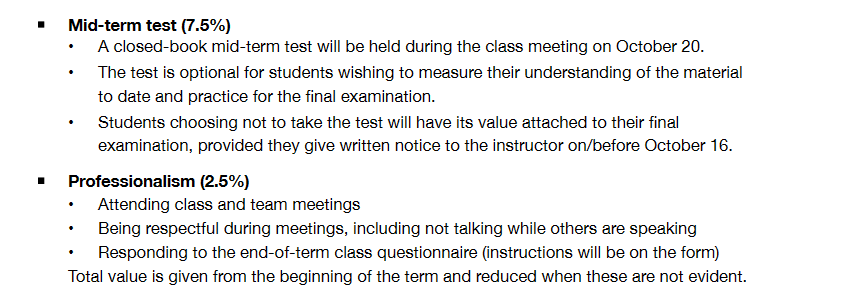 ▪ Mid-term test (7.5%)
• A closed-book mid-term test will be held during the class meeting on October 20.
• The test is optional for students wishing to measure their understanding of the material
to date and practice for the final examination.
• Students choosing not to take the test will have its value attached to their final
examination, provided they give written notice to the instructor on/before October 16.
▪ Professionalism (2.5%)
• Attending class and team meetings
• Being respectful during meetings, including not talking while others are speaking
• Responding to the end-of-term class questionnaire (instructions will be on the form)
Total value is given from the beginning of the term and reduced when these are not evident.